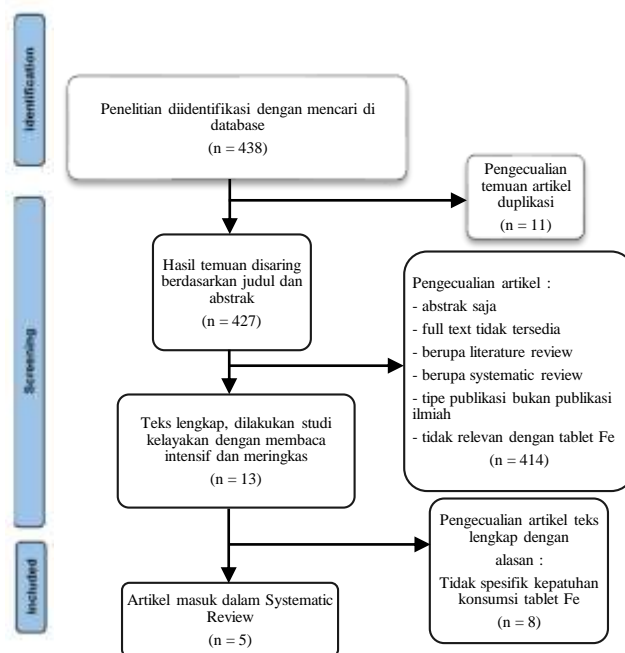 Identification
Penelitian diidentifikasi dengan mencari di
database
(n = 438)
Pengecualian
temuan artikel
duplikasi
(n = 11)
Screening
Hasil temuan disaring
berdasarkan judul dan
abstrak
(n = 427)
Pengecualian artikel :
- abstrak saja
- full text tidak tersedia
- berupa literature review
- berupa systematic review
- tipe publikasi bukan publikasi
ilmiah
- tidak relevan dengan tablet Fe
(n = 414)
Teks lengkap, dilakukan studi
kelayakan dengan membaca
intensif dan meringkas
(n = 13)
Pengecualian artikel teks
lengkap dengan
alasan :
Tidak spesifik kepatuhan
konsumsi tablet Fe
(n = 8)
Included
Artikel masuk dalam Systematic
Review
(n = 5)